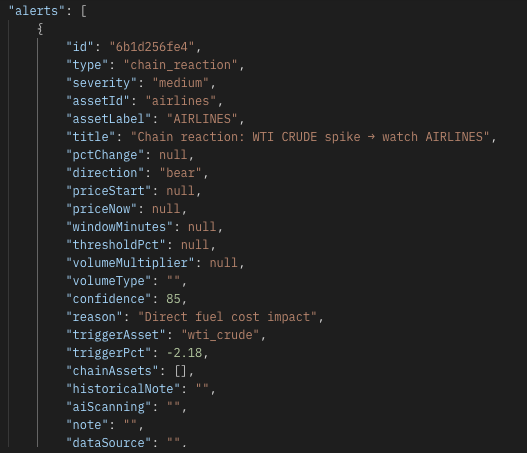 "alerts": [
{
"id": "6b1d256fe4",
"type": "chain_reaction",
"severity": "medium",
"assetId": "airlines",
"assetLabel": "AIRLINES",
"title": "Chain reaction: WTI CRUDE spike → watch AIRLINES",
"pctChange": null,
"direction": "bear",
"priceStart": null,
"priceNow": null,
"windowMinutes": null,
"thresholdPct": null,
"volumeMultiplier": null,
"volumeType": "",
"confidence": 85,
"reason": "Direct fuel cost impact",
"triggerAsset": "wti_crude",
"triggerPct": -2.18,
"chainAssets": [],
"historicalNote": "",
"aiScanning": "",
"note": "",
"dataSource": "",